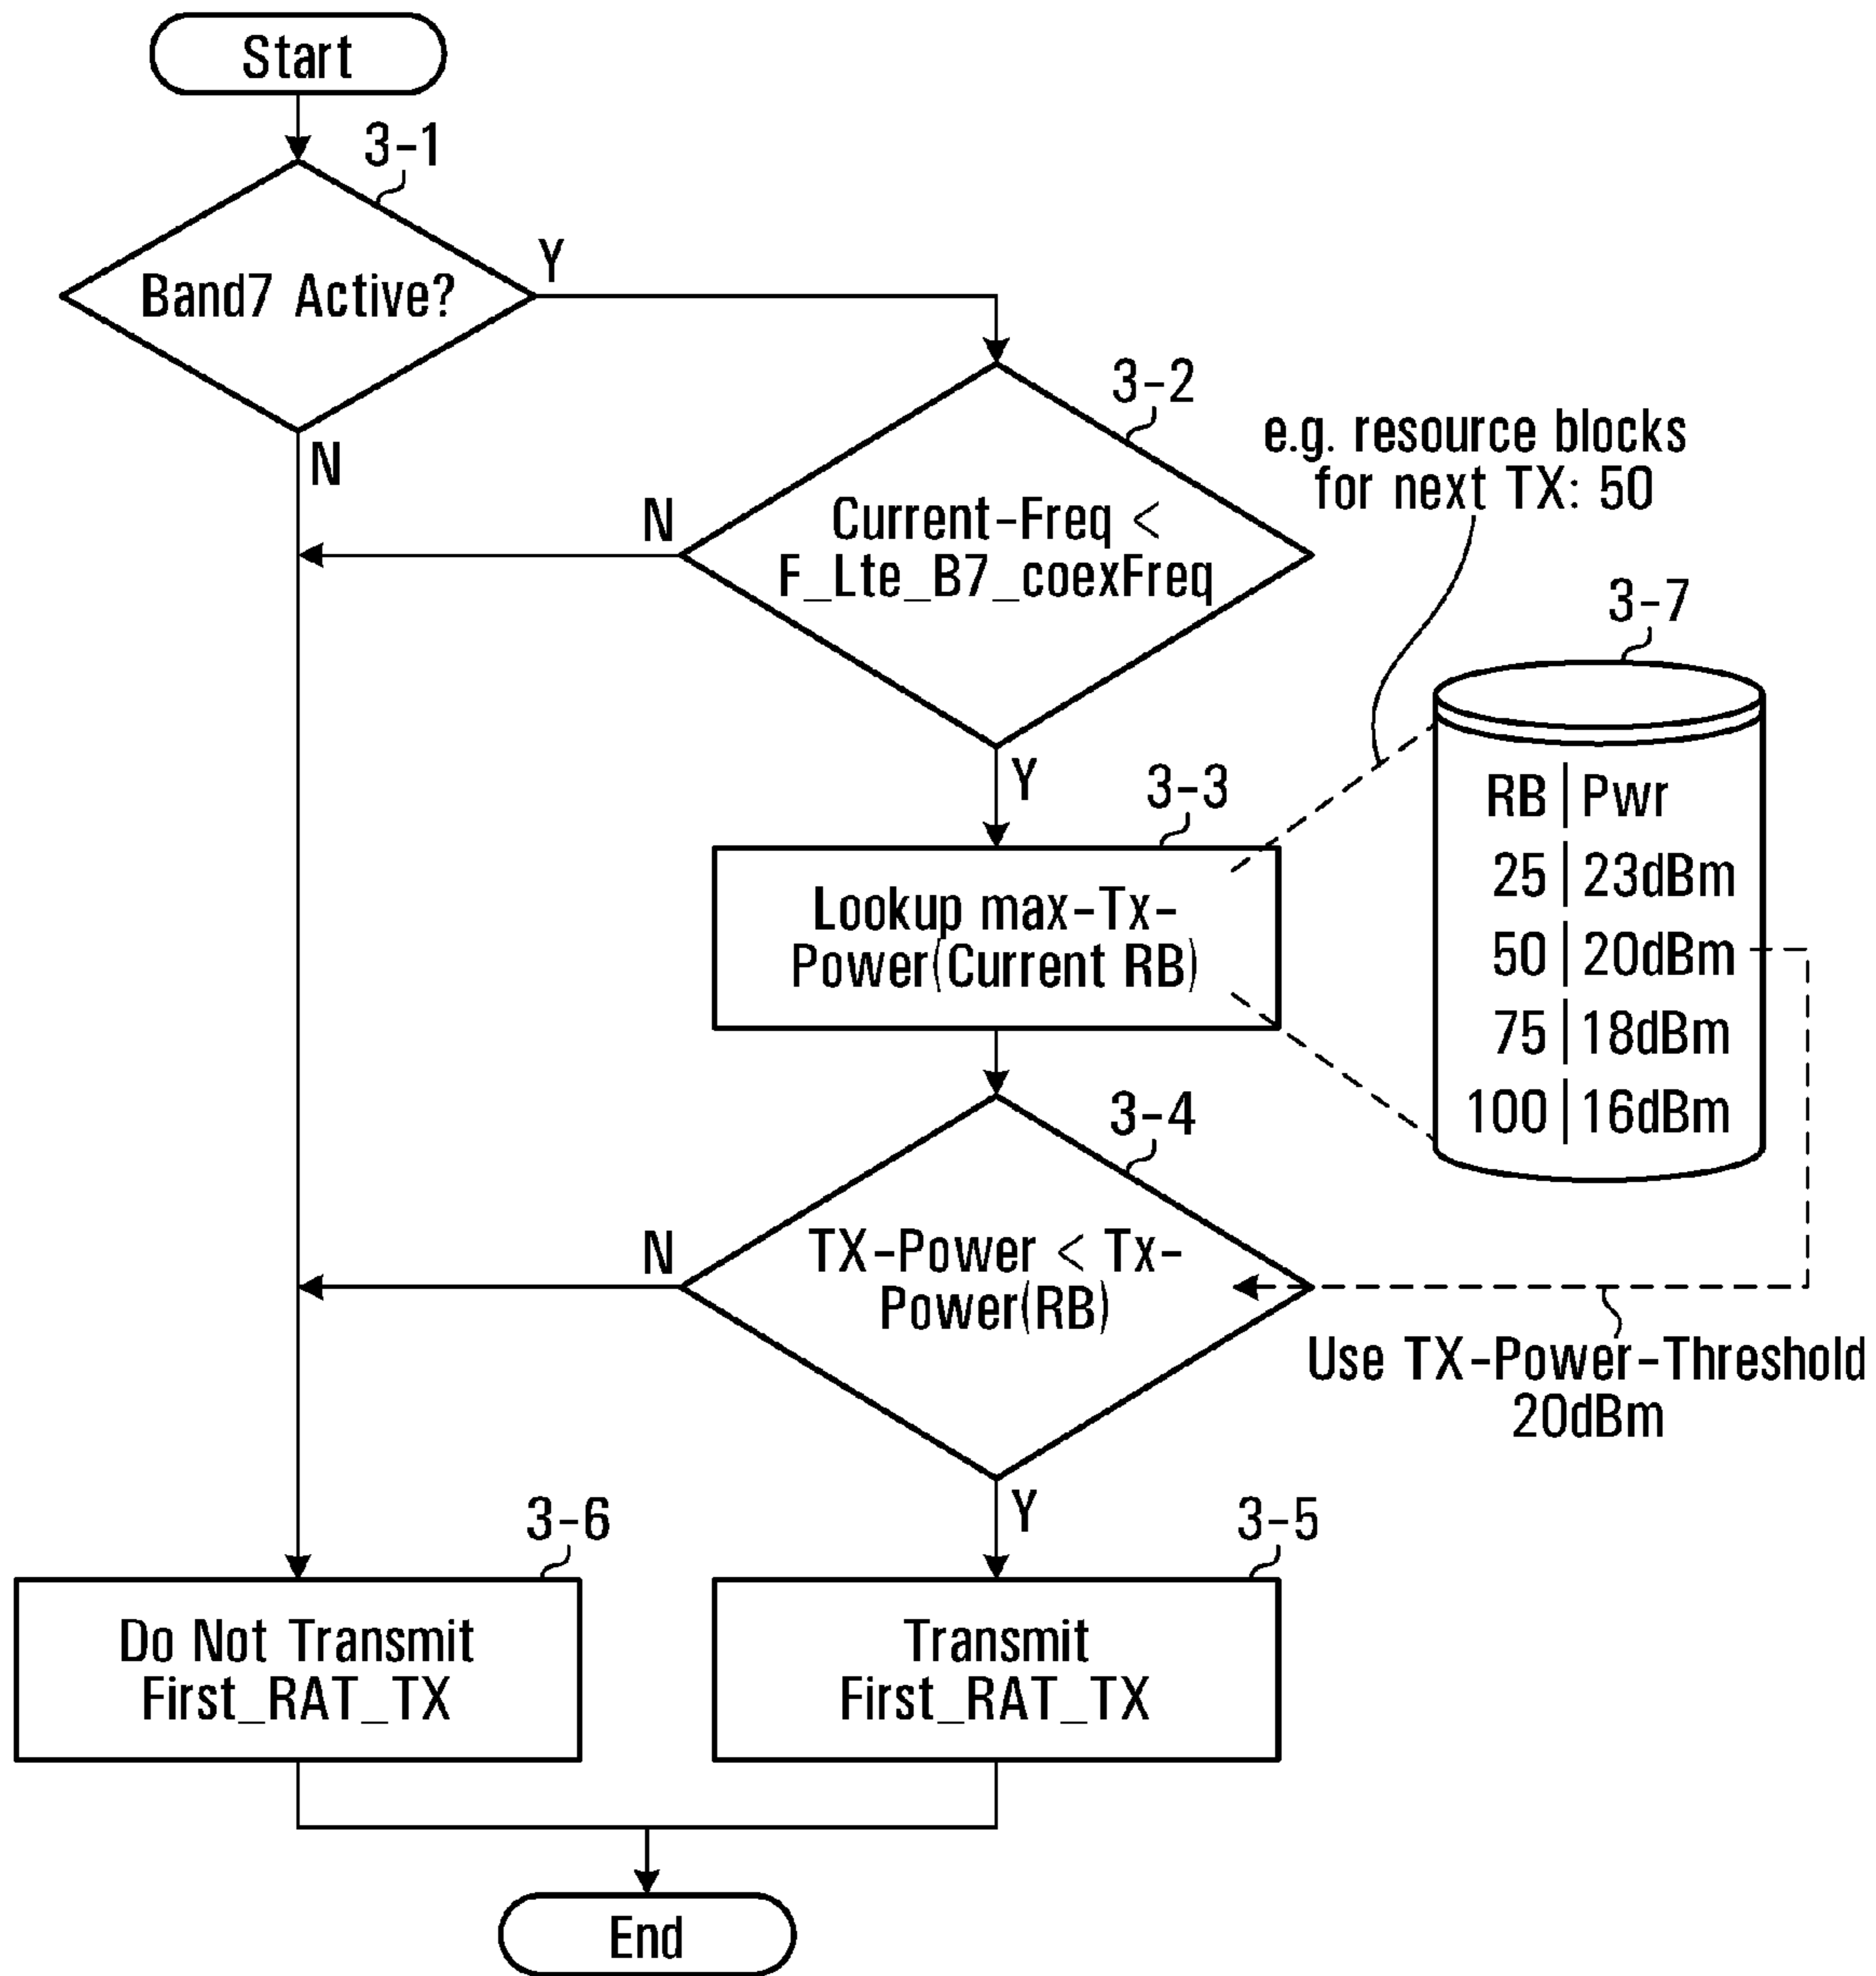 Start
3-1
Band7 Active?
Y
N
3-2
Current-Freq <
F_Lte_B7_coexFreq
N
Y
e.g. resource blocks
for next TX: 50
3-7
RB | Pwr
25 | 23dBm
50 | 20dBm
75 | 18dBm
100 | 16dBm
3-3
Lookup max-Tx-
Power(Current RB)
3-4
TX-Power < Tx-
Power(RB)
N
Y
Use TX-Power-Threshold
20dBm
3-6
Do Not Transmit
First_RAT_TX
3-5
Transmit
First_RAT_TX
End